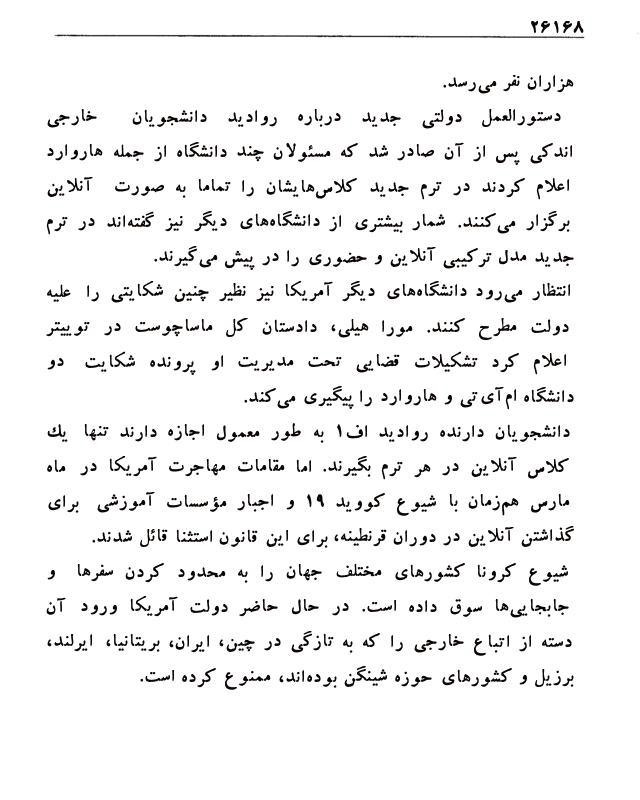 ۲۶۱۶۸
هزاران نفر می‌رسد.
دستورالعمل دولتی جدید درباره روادید دانشجویان خارجی
اندکی پس از آن صادر شد که مسئولان چند دانشگاه از جمله هاروارد
اعلام کردند در ترم جدید کلاس‌هایشان را تماما به صورت آنلاین
برگزار می‌کنند. شمار بیشتری از دانشگاه‌های دیگر نیز گفته‌اند در ترم
جدید مدل ترکیبی آنلاین و حضوری را در پیش می‌گیرند.
انتظار می‌رود دانشگاه‌های دیگر آمریکا نیز نظیر چنین شکایتی را علیه
دولت مطرح کنند. مورا هیلی، دادستان کل ماساچوست در توییتر
اعلام کرد تشکیلات قضایی تحت مدیریت او پرونده شکایت دو
دانشگاه ام‌آی‌تی و هاروارد را پیگیری می‌کند.
دانشجویان دارنده روادید اف۱ به طور معمول اجازه دارند تنها یك
کلاس آنلاین در هر ترم بگیرند. اما مقامات مهاجرت آمریکا در ماه
مارس هم‌زمان با شیوع کووید ۱۹ و اجبار مؤسسات آموزشی برای
گذاشتن آنلاین در دوران قرنطینه، برای این قانون استثنا قائل شدند.
شیوع کرونا کشورهای مختلف جهان را به محدود کردن سفرها و
جابجایی‌ها سوق داده است. در حال حاضر دولت آمریکا ورود آن
دسته از اتباع خارجی را که به تازگی در چین، ایران، بریتانیا، ایرلند،
برزیل و کشورهای حوزه شینگن بوده‌اند، ممنوع کرده است.